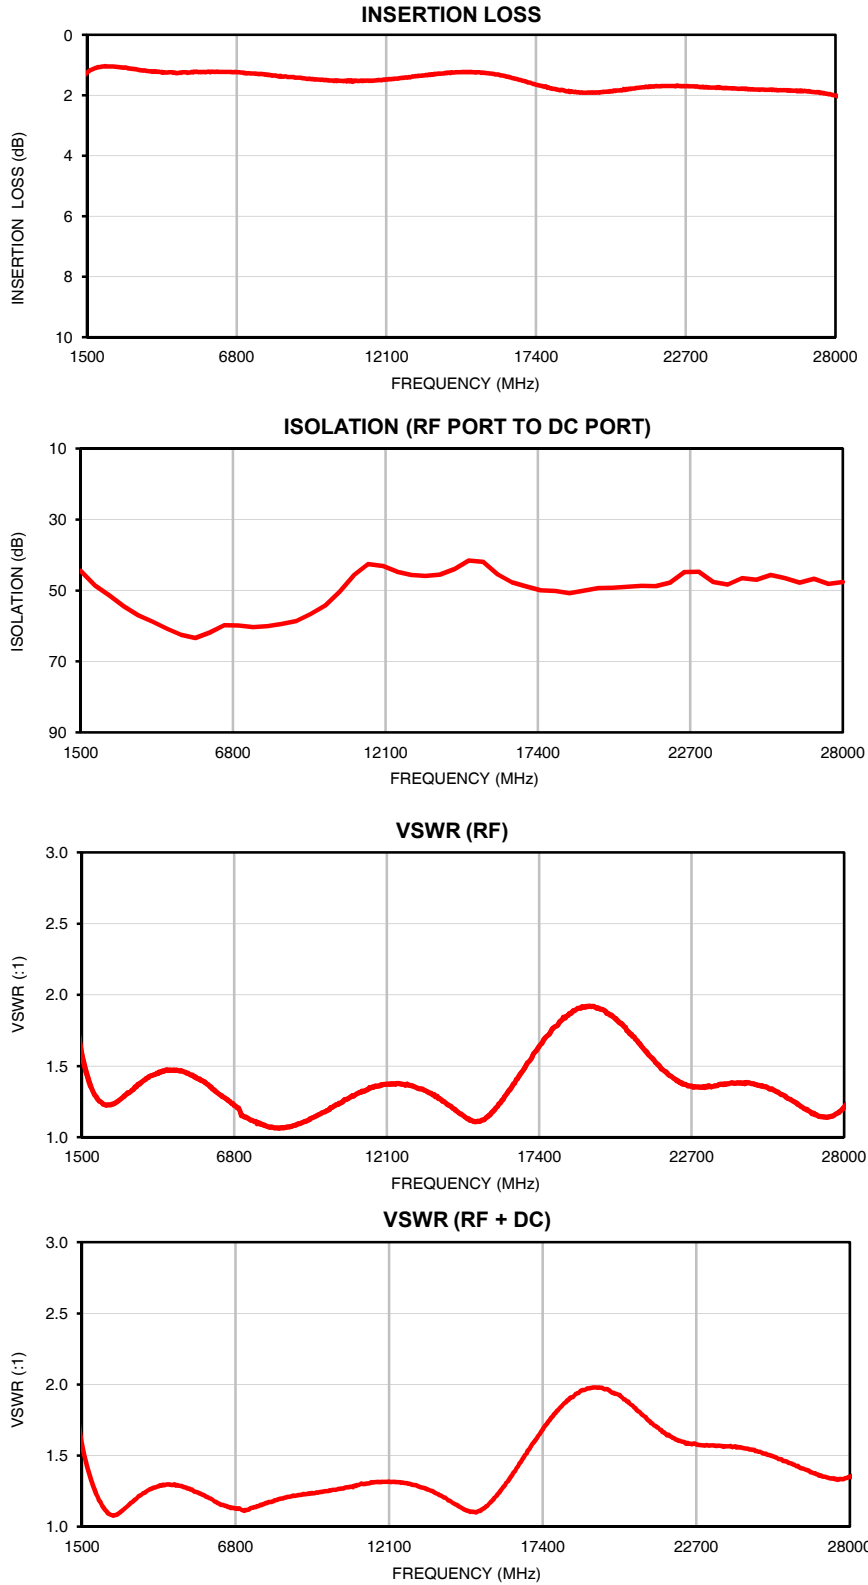 INSERTION LOSS
0
2
4
6
8
10
INSERTION LOSS (dB)
1500 6800 12100 17400 22700 28000
FREQUENCY (MHz)
ISOLATION (RF PORT TO DC PORT)
10
30
50
70
90
ISOLATION (dB)
1500 6800 12100 17400 22700 28000
FREQUENCY (MHz)
VSWR (RF)
3.0
2.5
2.0
1.5
1.0
VSWR (:1)
1500 6800 12100 17400 22700 28000
FREQUENCY (MHz)
VSWR (RF + DC)
3.0
2.5
2.0
1.5
1.0
VSWR (:1)
1500 6800 12100 17400 22700 28000
FREQUENCY (MHz)